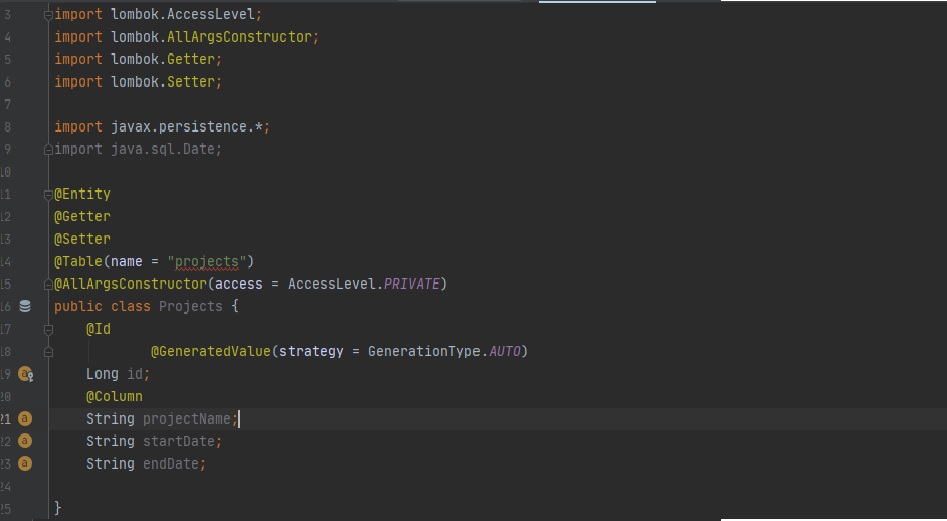 3 import lombok.AccessLevel;
4 import lombok.AllArgsConstructor;
5 import lombok.Getter;
6 import lombok.Setter;
7
8 import javax.persistence.*;
9 import java.sql.Date;
10
11 @Entity
12 @Getter
13 @Setter
14 @Table(name = "projects")
15 @AllArgsConstructor(access = AccessLevel.PRIVATE)
16 public class Projects {
17 @Id
18 @GeneratedValue(strategy = GenerationType.AUTO)
19 Long id;
20 @Column
21 String projectName;
22 String startDate;
23 String endDate;
24
25 }